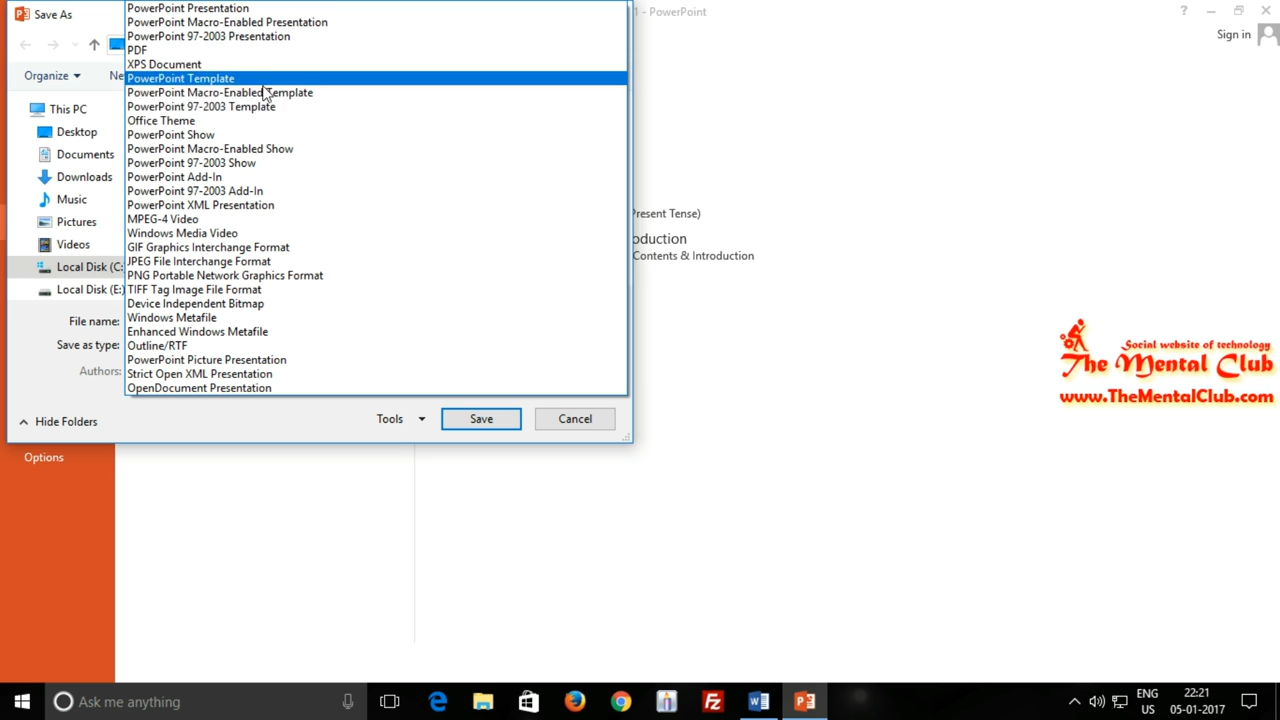 Save As
1 - PowerPoint
?
Sign in
Organize
Ne
This PC
Desktop
Documents
Downloads
Music
Pictures
Videos
Local Disk (C:
Local Disk (E:)
File name:
Save as type:
Authors:
PowerPoint Presentation
PowerPoint Macro-Enabled Presentation
PowerPoint 97-2003 Presentation
PDF
XPS Document
PowerPoint Template
PowerPoint Macro-Enabled Template
PowerPoint 97-2003 Template
Office Theme
PowerPoint Show
PowerPoint Macro-Enabled Show
PowerPoint 97-2003 Show
PowerPoint Add-In
PowerPoint 97-2003 Add-In
PowerPoint XML Presentation
MPEG-4 Video
Windows Media Video
GIF Graphics Interchange Format
JPEG File Interchange Format
PNG Portable Network Graphics Format
TIFF Tag Image File Format
Device Independent Bitmap
Windows Metafile
Enhanced Windows Metafile
Outline/RTF
PowerPoint Picture Presentation
Strict Open XML Presentation
OpenDocument Presentation
Hide Folders
Tools
Save
Cancel
Options
Present Tense)
oduction
Contents & Introduction
Social website of technology
The Mental Club
www.TheMentalClub.com
Ask me anything
ENG
US
22:21
05-01-2017